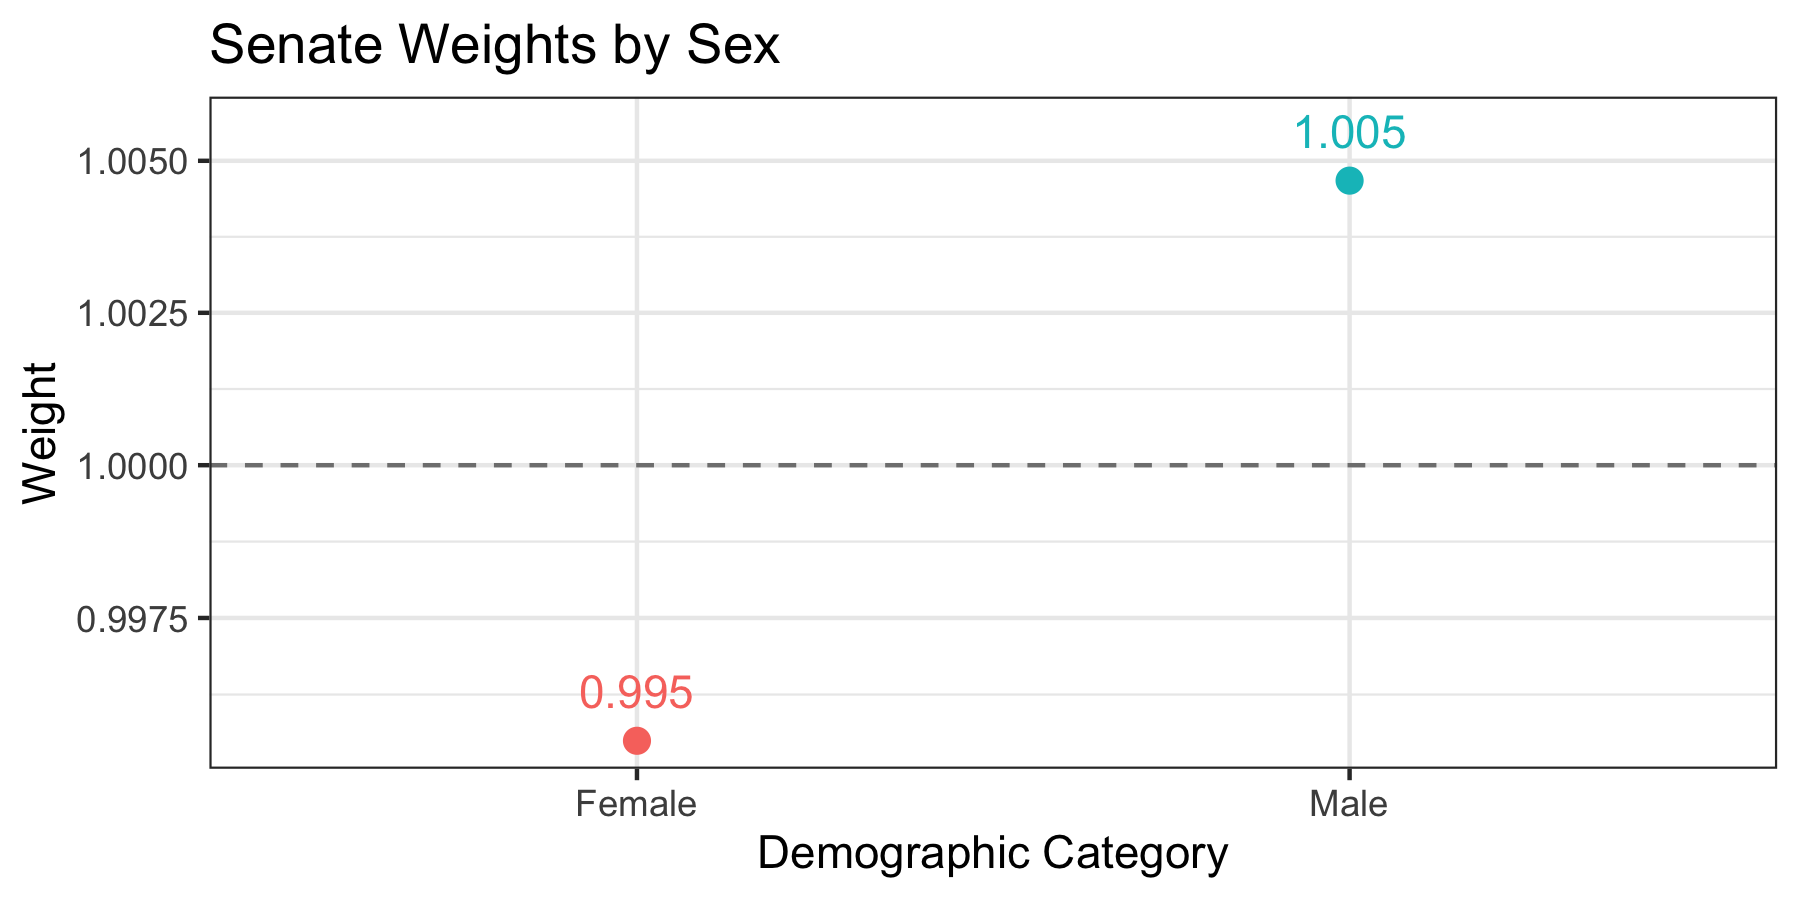 Senate Weights by Sex
1.005
1.0050
1.0025
Weight
1.0000
0.9975
0.995
Female
Male
Demographic Category